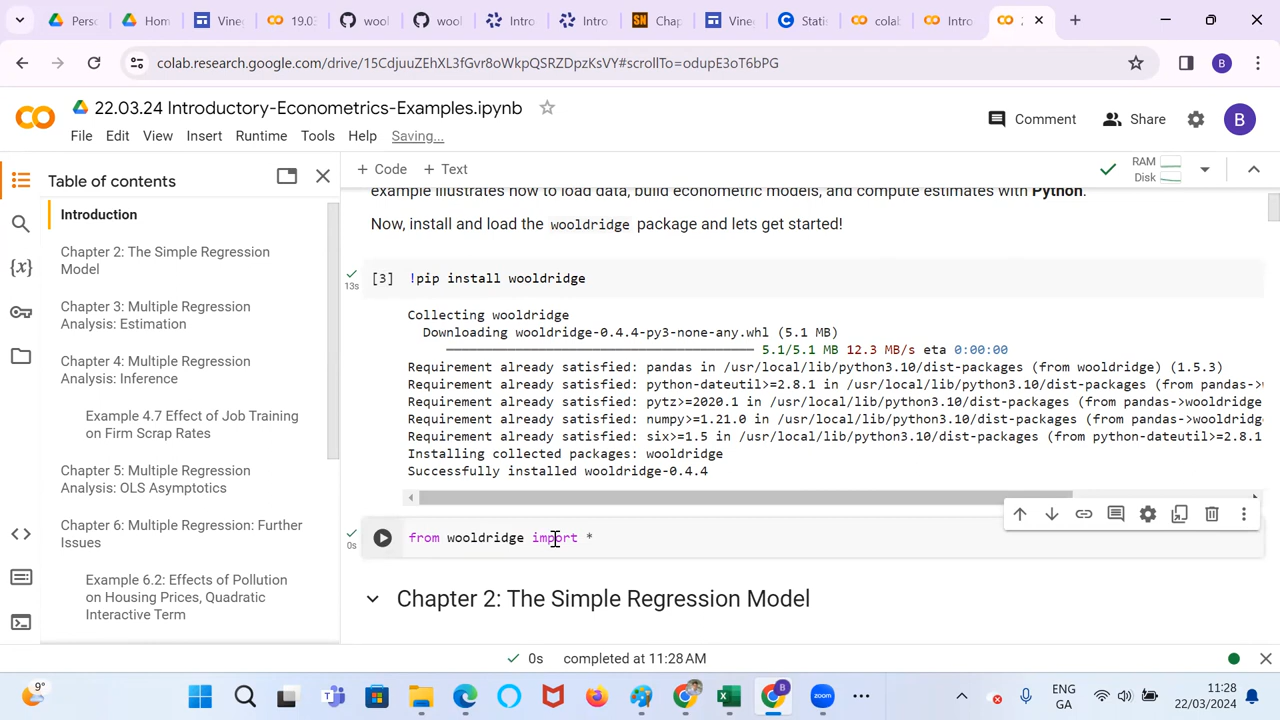 Perso
Home
Vine
19.0
wool
wool
Intro
Intro
Chap
Vine
Statis
colab
Intro
2
colab.research.google.com/drive/15CdjuuZEhXL3fGvr8oWkpQSRZDpzKsVY#scrollTo=odupE3oT6bPG
B
22.03.24 Introductory-Econometrics-Examples.ipynb
File Edit View Insert Runtime Tools Help Saving...
Comment Share B
Table of contents
Introduction
Chapter 2: The Simple Regression
Model
Chapter 3: Multiple Regression
Analysis: Estimation
Chapter 4: Multiple Regression
Analysis: Inference
Example 4.7 Effect of Job Training
on Firm Scrap Rates
Chapter 5: Multiple Regression
Analysis: OLS Asymptotics
Chapter 6: Multiple Regression: Further
Issues
Example 6.2: Effects of Pollution
on Housing Prices, Quadratic
Interactive Term
+ Code + Text
RAM
Disk
example illustrates how to load data, build econometric models, and compute estimates with Python.
Now, install and load the wooldridge package and lets get started!
13s
[3] !pip install wooldridge
Collecting wooldridge
Downloading wooldridge-0.4.4-py3-none-any.whl (5.1 MB)
5.1/5.1 MB 12.3 MB/s eta 0:00:00
Requirement already satisfied: pandas in /usr/local/lib/python3.10/dist-packages (from wooldridge) (1.5.3)
Requirement already satisfied: python-dateutil>=2.8.1 in /usr/local/lib/python3.10/dist-packages (from pandas->
Requirement already satisfied: pytz>=2020.1 in /usr/local/lib/python3.10/dist-packages (from pandas->wooldridge
Requirement already satisfied: numpy>=1.21.0 in /usr/local/lib/python3.10/dist-packages (from pandas->wooldridg
Requirement already satisfied: six>=1.5 in /usr/local/lib/python3.10/dist-packages (from python-dateutil>=2.8.1
Installing collected packages: wooldridge
Successfully installed wooldridge-0.4.4
0s
from wooldridge import *
Chapter 2: The Simple Regression Model
0s completed at 11:28 AM
9°
zoom
ENG
GA
11:28
22/03/2024